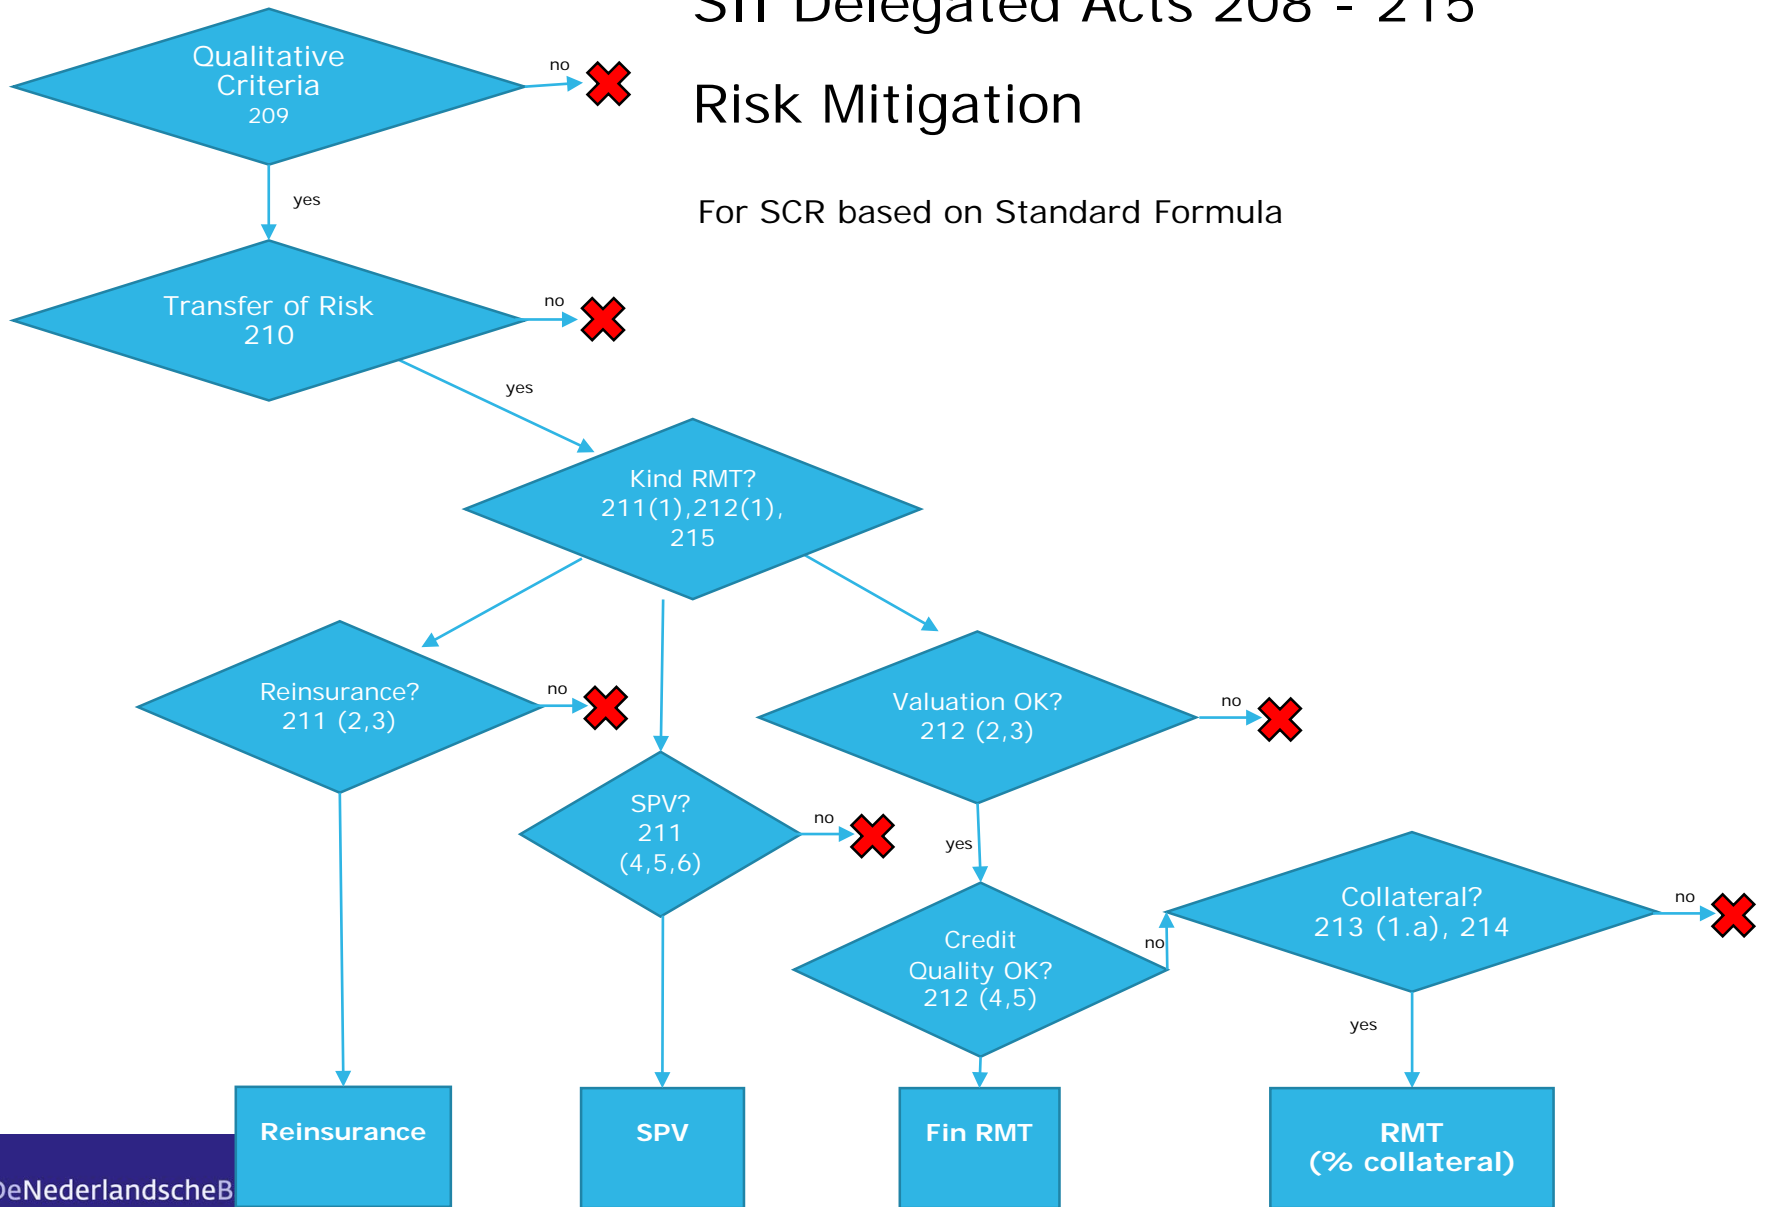 SII Delegated Acts 208 - 215
Risk Mitigation
For SCR based on Standard Formula
Qualitative
Criteria
209
no
yes
Transfer of Risk
210
no
yes
Kind RMT?
211(1),212(1),
215
Reinsurance?
211 (2,3)
no
Valuation OK?
212 (2,3)
no
SPV?
211
(4,5,6)
no
yes
Collateral?
213 (1.a), 214
no
Credit
Quality OK?
212 (4,5)
no
yes
Reinsurance
SPV
Fin RMT
RMT
(% collateral)
DeNederlandscheB